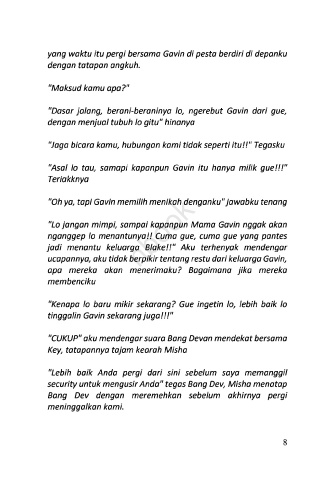 yang waktu itu pergi bersama Gavin di pesta berdiri di depanku
dengan tatapan angkuh.
"Maksud kamu apa?"
"Dasar jalang, berani-beraninya lo, ngerebut Gavin dari gue,
dengan menjual tubuh lo gitu" hinanya
"Jaga bicara kamu, hubungan kami tidak seperti itu!!" Tegasku
"Asal lo tau, samapi kapanpun Gavin itu hanya milik gue!!!"
Teriakknya
"Oh ya, tapi Gavin memilih menikah denganku" jawabku tenang
"Lo jangan mimpi, sampai kapanpun Mama Gavin nggak akan
nganggep lo menantunya!! Cuma gue, cuma gue yang pantes
jadi menantu keluarga Blake!!" Aku terhenyak mendengar
ucapannya, aku tidak berpikir tentang restu dari keluarga Gavin,
apa mereka akan menerimaku? Bagaimana jika mereka
membenciku
"Kenapa lo baru mikir sekarang? Gue ingetin lo, lebih baik lo
tinggalin Gavin sekarang juga!!!"
"CUKUP" aku mendengar suara Bang Devan mendekat bersama
Key, tatapannya tajam kearah Misha
"Lebih baik Anda pergi dari sini sebelum saya memanggil
security untuk mengusir Anda" tegas Bang Dev, Misha menatap
Bang Dev dengan meremehkan sebelum akhirnya pergi
meninggalkan kami.
8